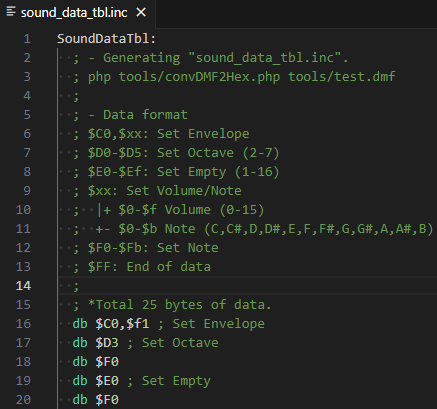 sound_data_tbl.inc
1 SoundDataTbl:
2 ; - Generating "sound_data_tbl.inc".
3 ; php tools/convDMF2Hex.php tools/test.dmf
4 ;
5 ; - Data format
6 ; $C0,$xx: Set Envelope
7 ; $D0-$D5: Set Octave (2-7)
8 ; $E0-$Ef: Set Empty (1-16)
9 ; $xx: Set Volume/Note
10 ;  |+ $0-$f Volume (0-15)
11 ;  +- $0-$b Note (C,C#,D,D#,E,F,F#,G,G#,A,A#,B)
12 ; $F0-$Fb: Set Note
13 ; $FF: End of data
14 ;
15 ; *Total 25 bytes of data.
16 db $C0,$f1 ; Set Envelope
17 db $D3 ; Set Octave
18 db $F0
19 db $E0 ; Set Empty
20 db $F0